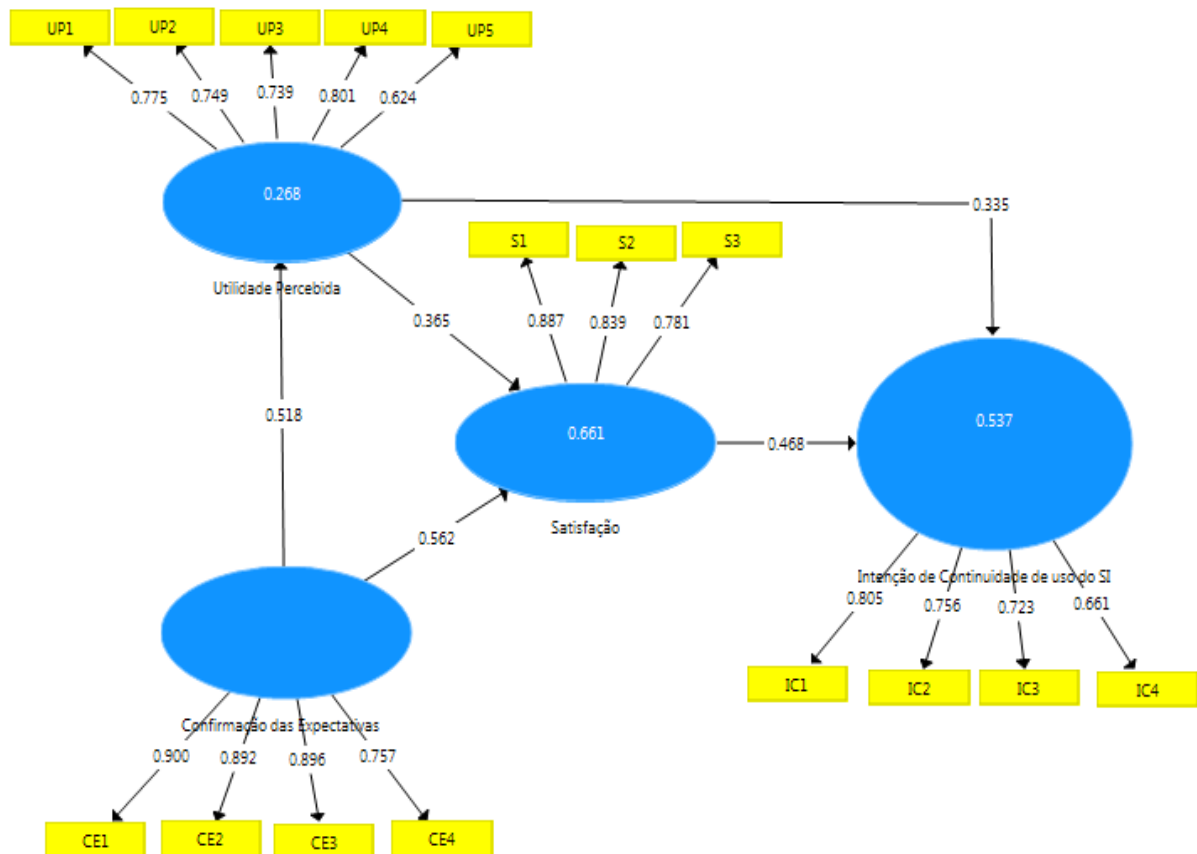 UP1
UP2
UP3
UP4
UP5
0.775
0.749
0.739
0.801
0.624
0.268
Utilidade Percebida
0.335
S1
S2
S3
0.887
0.839
0.781
0.365
0.518
0.661
Satisfação
0.468
0.537
0.562
Intenção de Continuidade de uso do SI
0.805
0.756
0.723
0.661
IC1
IC2
IC3
IC4
Confirmação das Expectativas
0.900
0.892
0.896
0.757
CE1
CE2
CE3
CE4